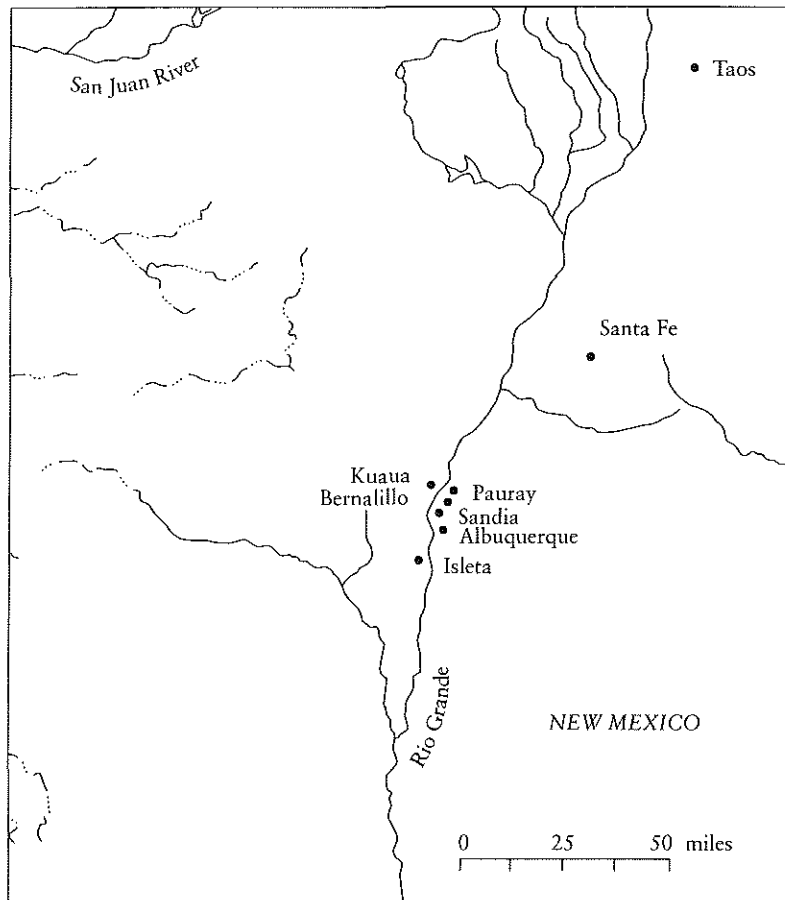 San Juan River
Taos
Santa Fe
Kuaua
Bernalillo
Pauray
Sandia
Albuquerque
Isleta
Rio Grande
NEW MEXICO
0 25 50 miles